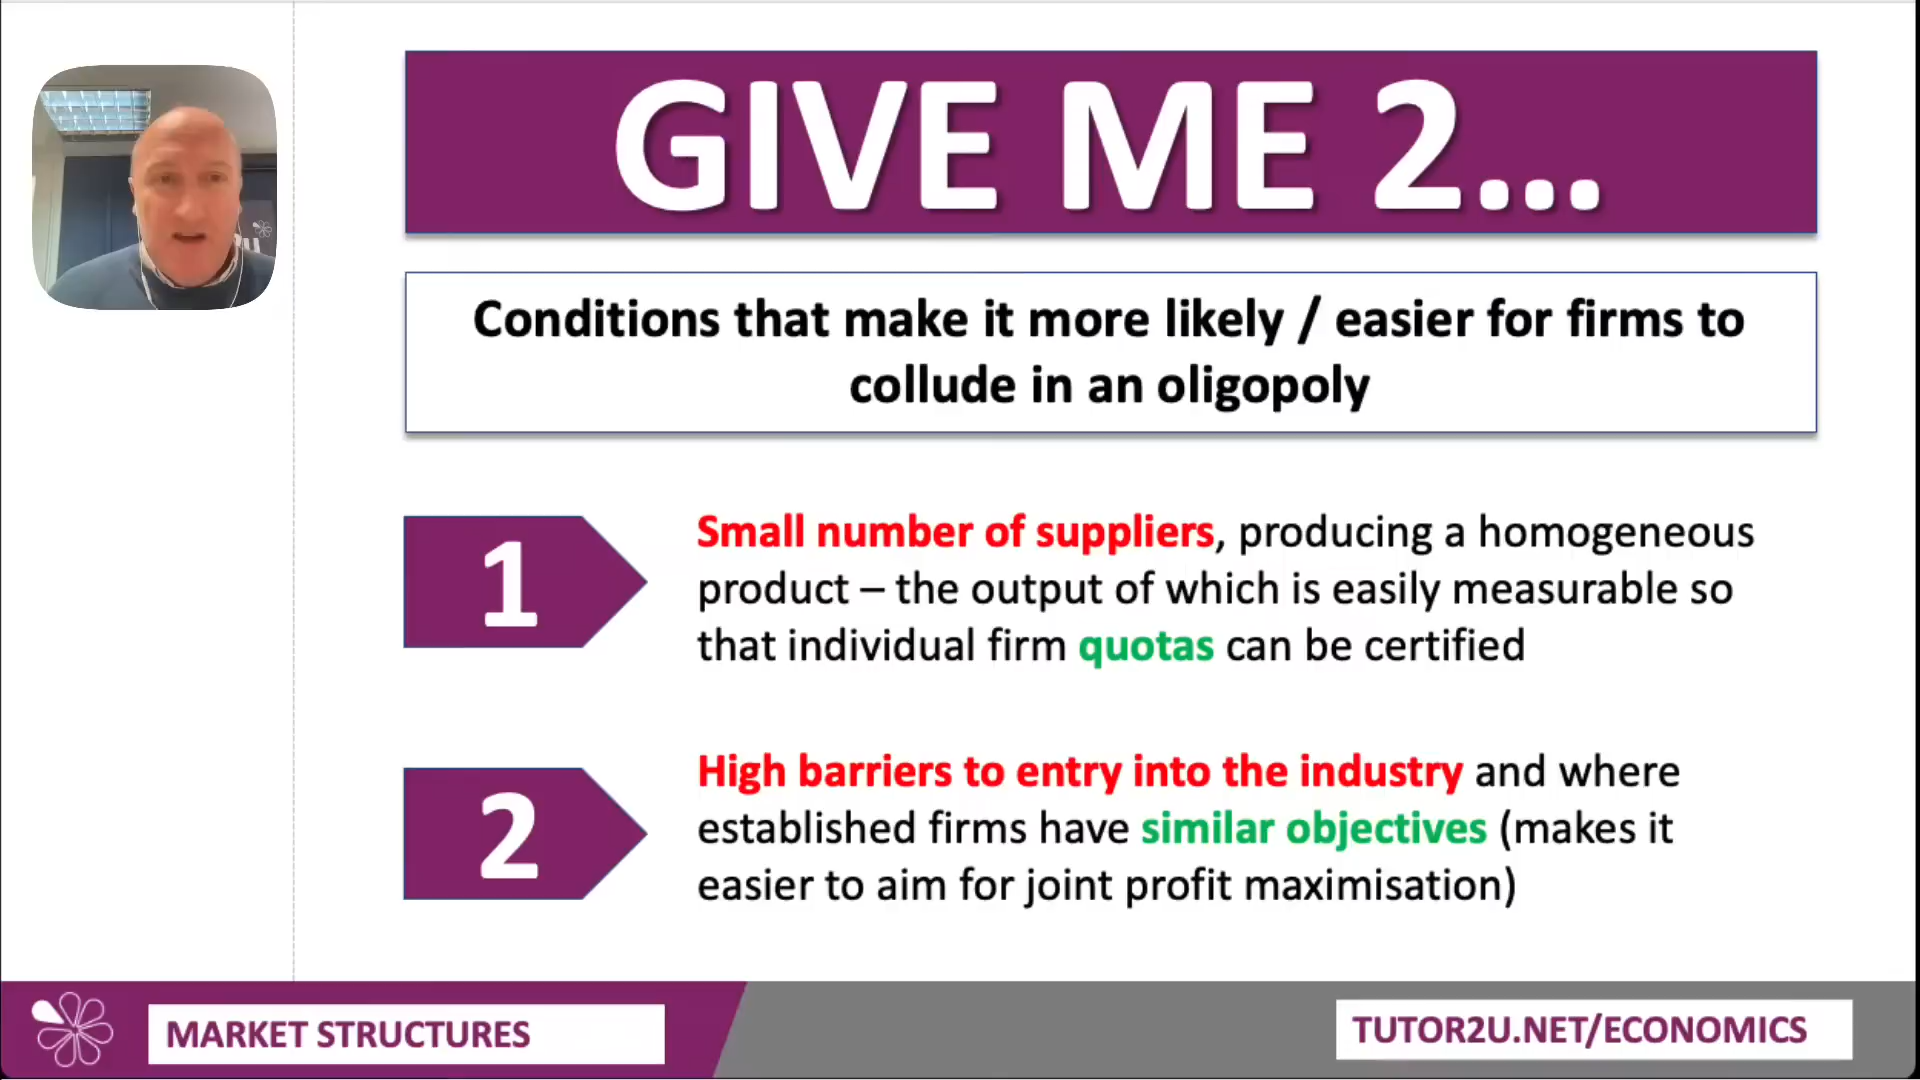 GIVE ME 2...
Conditions that make it more likely / easier for firms to
collude in an oligopoly
1
Small number of suppliers, producing a homogeneous
product – the output of which is easily measurable so
that individual firm quotas can be certified
2
High barriers to entry into the industry and where
established firms have similar objectives (makes it
easier to aim for joint profit maximisation)
MARKET STRUCTURES
TUTOR2U.NET/ECONOMICS